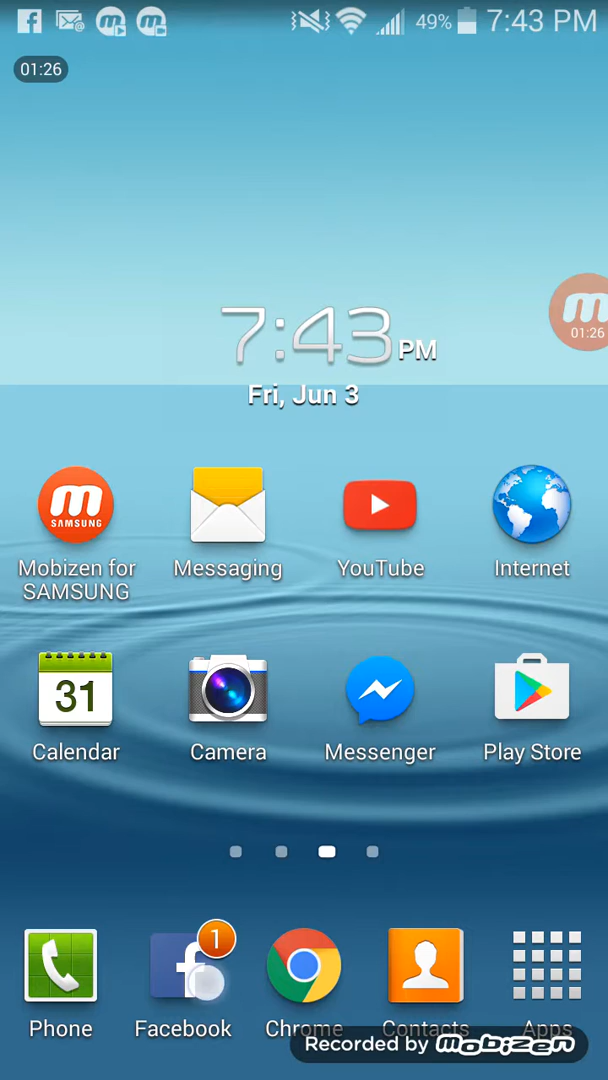 49% 7:43 PM
01:26
7:43 PM
01:26
Fri, Jun 3
m
SAMSUNG
Mobizen for
SAMSUNG
Messaging
YouTube
Internet
31
Calendar
Camera
Messenger
Play Store
1
Phone
Facebook
Chrome
Contacts
Apps
Recorded by mobizen